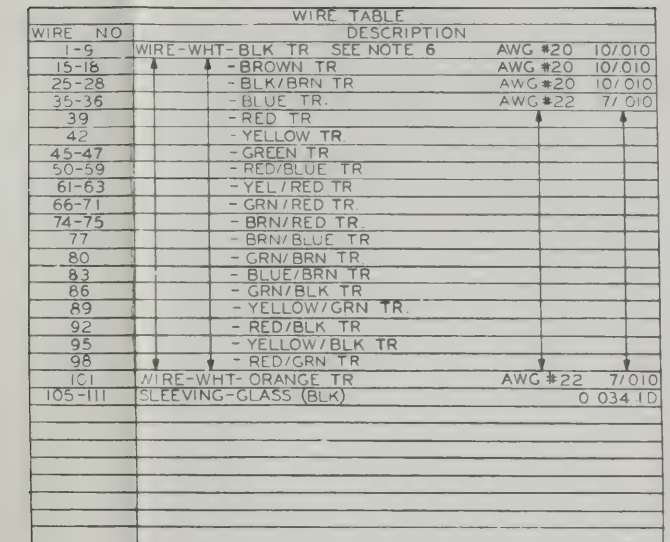 WIRE TABLE
WIRE NO DESCRIPTION
1-9 WIRE-WHT-BLK TR SEE NOTE 6 AWG #20 10/.010
15-18 -BROWN TR AWG #20 10/.010
25-28 -BLK/BRN TR AWG #20 10/010
35-36 -BLUE TR. AWG #22 7/010
39 -RED TR
42 -YELLOW TR.
45-47 -GREEN TR
50-59 -RED/BLUE TR
61-63 -YEL/RED TR
66-71 -GRN/RED TR.
74-75 -BRN/RED TR.
77 -BRN/BLUE TR
80 -GRN/BRN TR
83 -BLUE/BRN TR
86 -GRN/BLK TR
89 -YELLOW/GRN TR.
92 -RED/BLK TR
95 -YELLOW/BLK TR
98 -RED/GRN TR
101 WIRE-WHT-ORANGE TR AWG #22 7/010
105-111 SLEEVING-GLASS (BLK) 0 034 ID